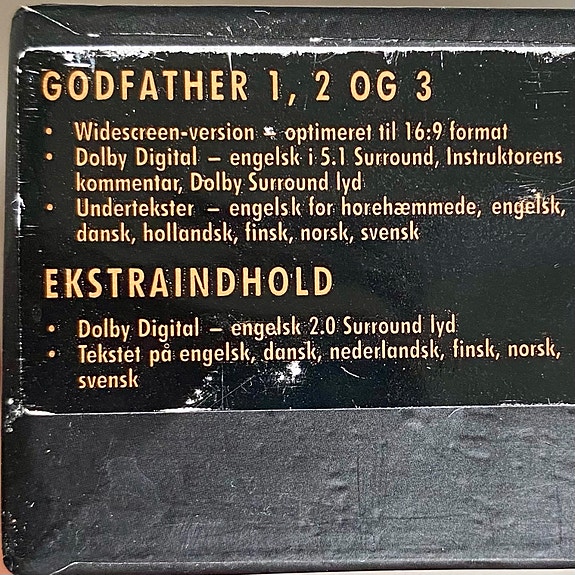 GODFATHER 1, 2 OG 3
• Widescreen-version – optimeret til 16:9 format
• Dolby Digital – engelsk i 5.1 Surround, Instruktorens
kommentar, Dolby Surround lyd
• Undertekster – engelsk for horehæmmede, engelsk,
dansk, hollandsk, finsk, norsk, svensk
EKSTRAINDHOLD
• Dolby Digital – engelsk 2.0 Surround lyd
• Tekstet på engelsk, dansk, nederlandsk, finsk, norsk,
svensk